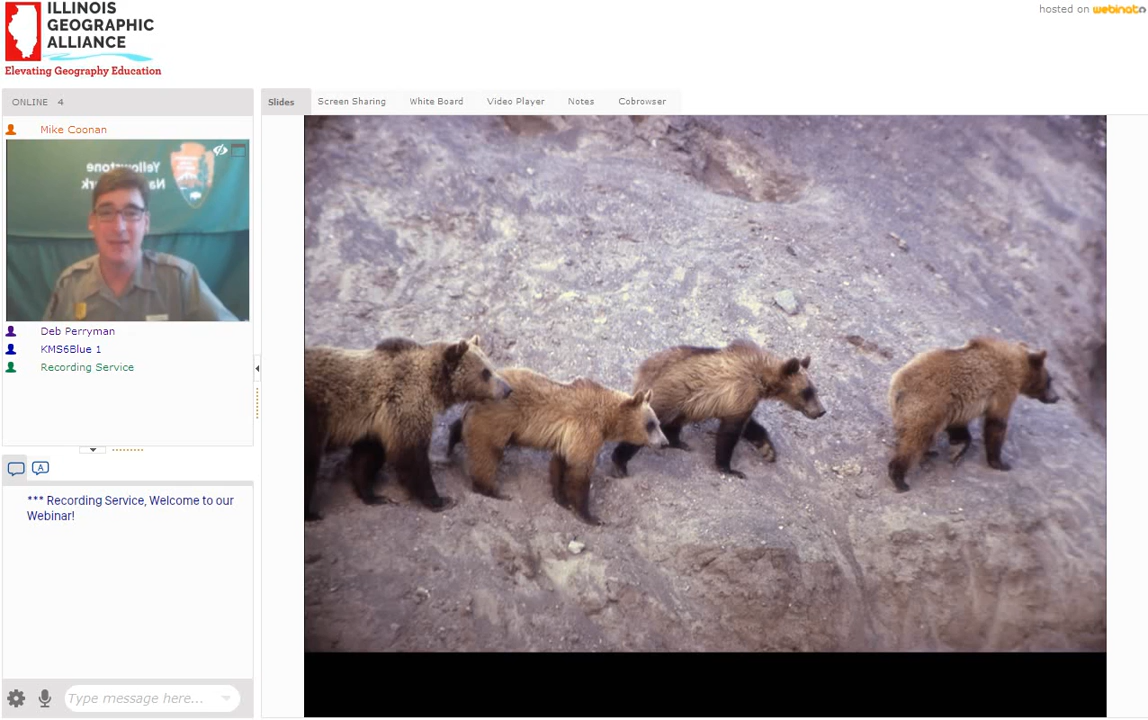 ILLINOIS
GEOGRAPHIC
ALLIANCE
Elevating Geography Education
hosted on webinato
ONLINE 4
Slides
Screen Sharing
White Board
Video Player
Notes
Cobrowser
Mike Coonan
Yellowstone
Deb Perryman
KMS6Blue 1
Recording Service
A
*** Recording Service, Welcome to our
Webinar!
Type message here...